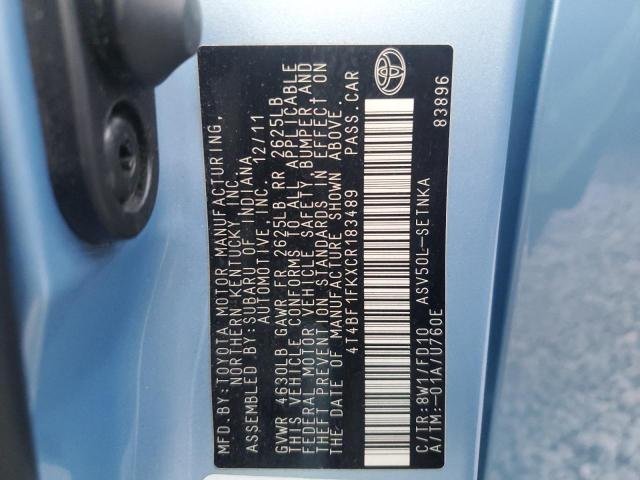 MFD.BY:TOYOTA MOTOR MANUFACTURING,
NORTHERN KENTUCKY, INC.
ASSEMBLED BY:SUBARU OF INDIANA
AUTOMOTIVE, INC. 12/11
GVWR 4630LB GAWR FR 2625LB RR 2625LB
THIS VEHICLE CONFORMS TO ALL APPLICABLE
FEDERAL MOTOR VEHICLE SAFETY, BUMPER, AND
THEFT PREVENTION STANDARDS IN EFFECT ON
THE DATE OF MANUFACTURE SHOWN ABOVE.
4T4BF1FKXCR183489 PASS.CAR
C/TR:8W1/FD10 ASV50L-SETNKA
A/TM:-01A/U760E 83896